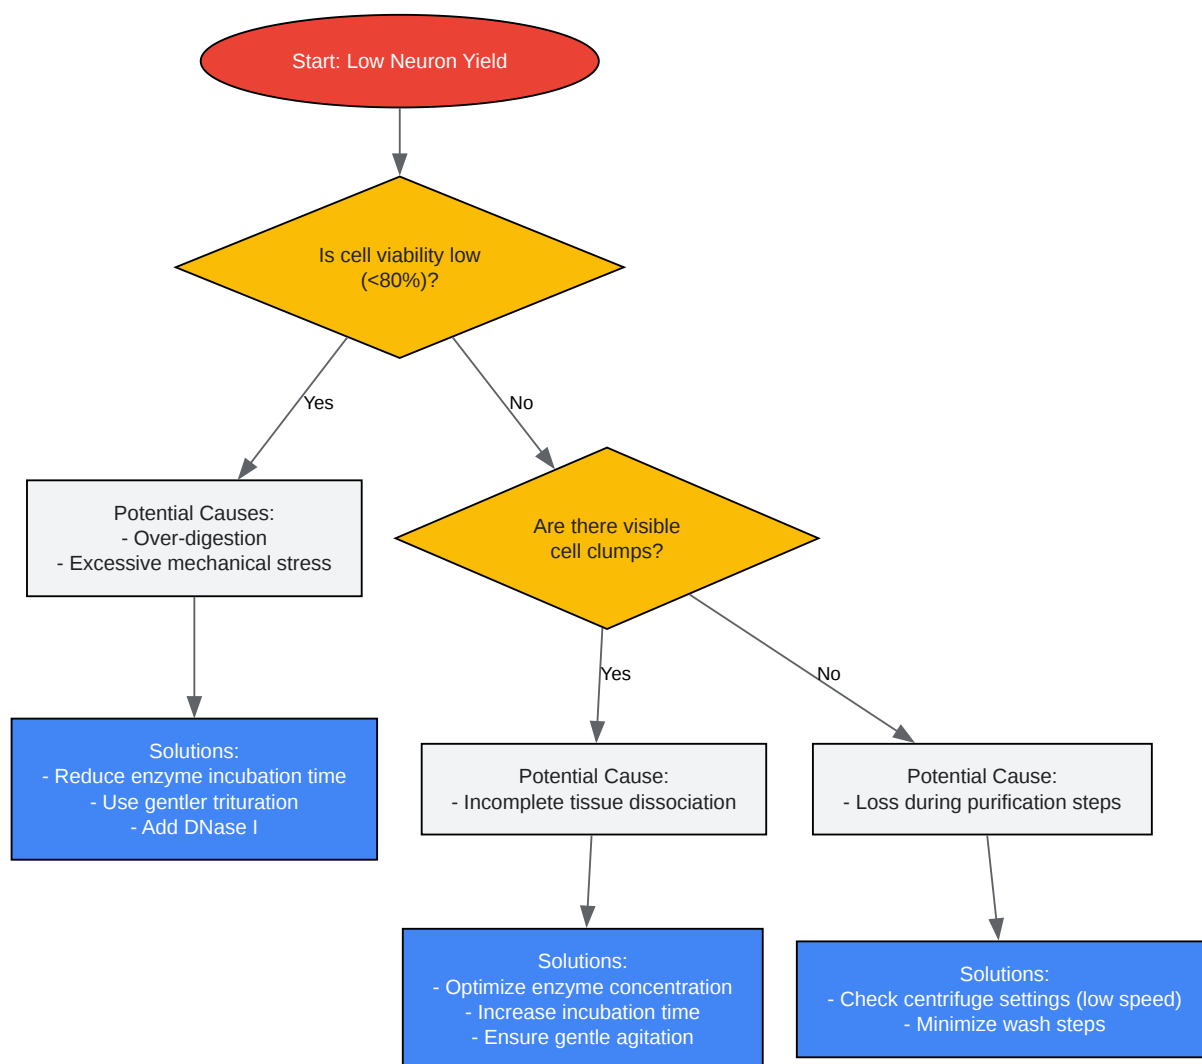 Start: Low Neuron Yield
Is cell viability low
(<80%)?
Yes
No
Potential Causes:
- Over-digestion
- Excessive mechanical stress
Are there visible
cell clumps?
Yes
No
Solutions:
- Reduce enzyme incubation time
- Use gentler trituration
- Add DNase I
Potential Cause:
- Incomplete tissue dissociation
Potential Cause:
- Loss during purification steps
Solutions:
- Optimize enzyme concentration
- Increase incubation time
- Ensure gentle agitation
Solutions:
- Check centrifuge settings (low speed)
- Minimize wash steps